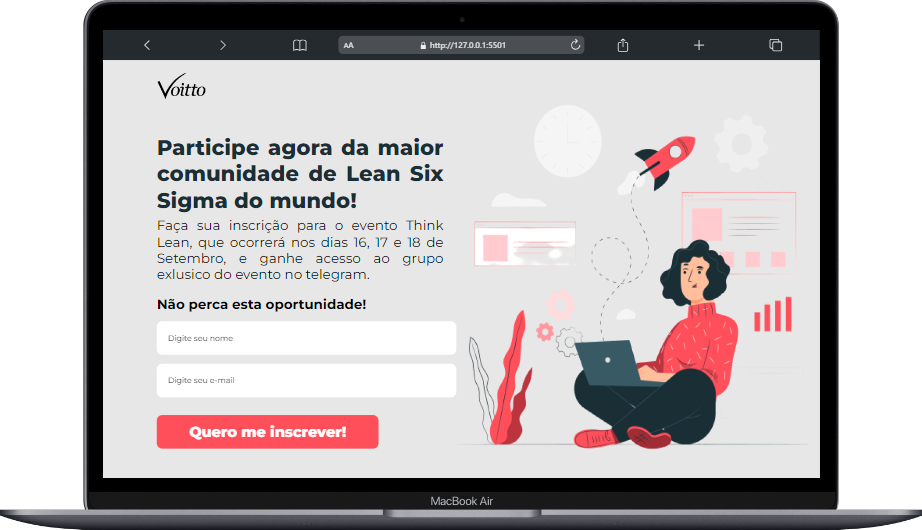 AA
http://127.0.0.1:5501
Voitto
Participe agora da maior
comunidade de Lean Six
Sigma do mundo!
Faça sua inscrição para o evento Think
Lean, que ocorrerá nos dias 16, 17 e 18 de
Setembro, e ganhe acesso ao grupo
exlusico do evento no telegram.
Não perca esta oportunidade!
Digite seu nome
Digite seu e-mail
Quero me inscrever!
MacBook Air